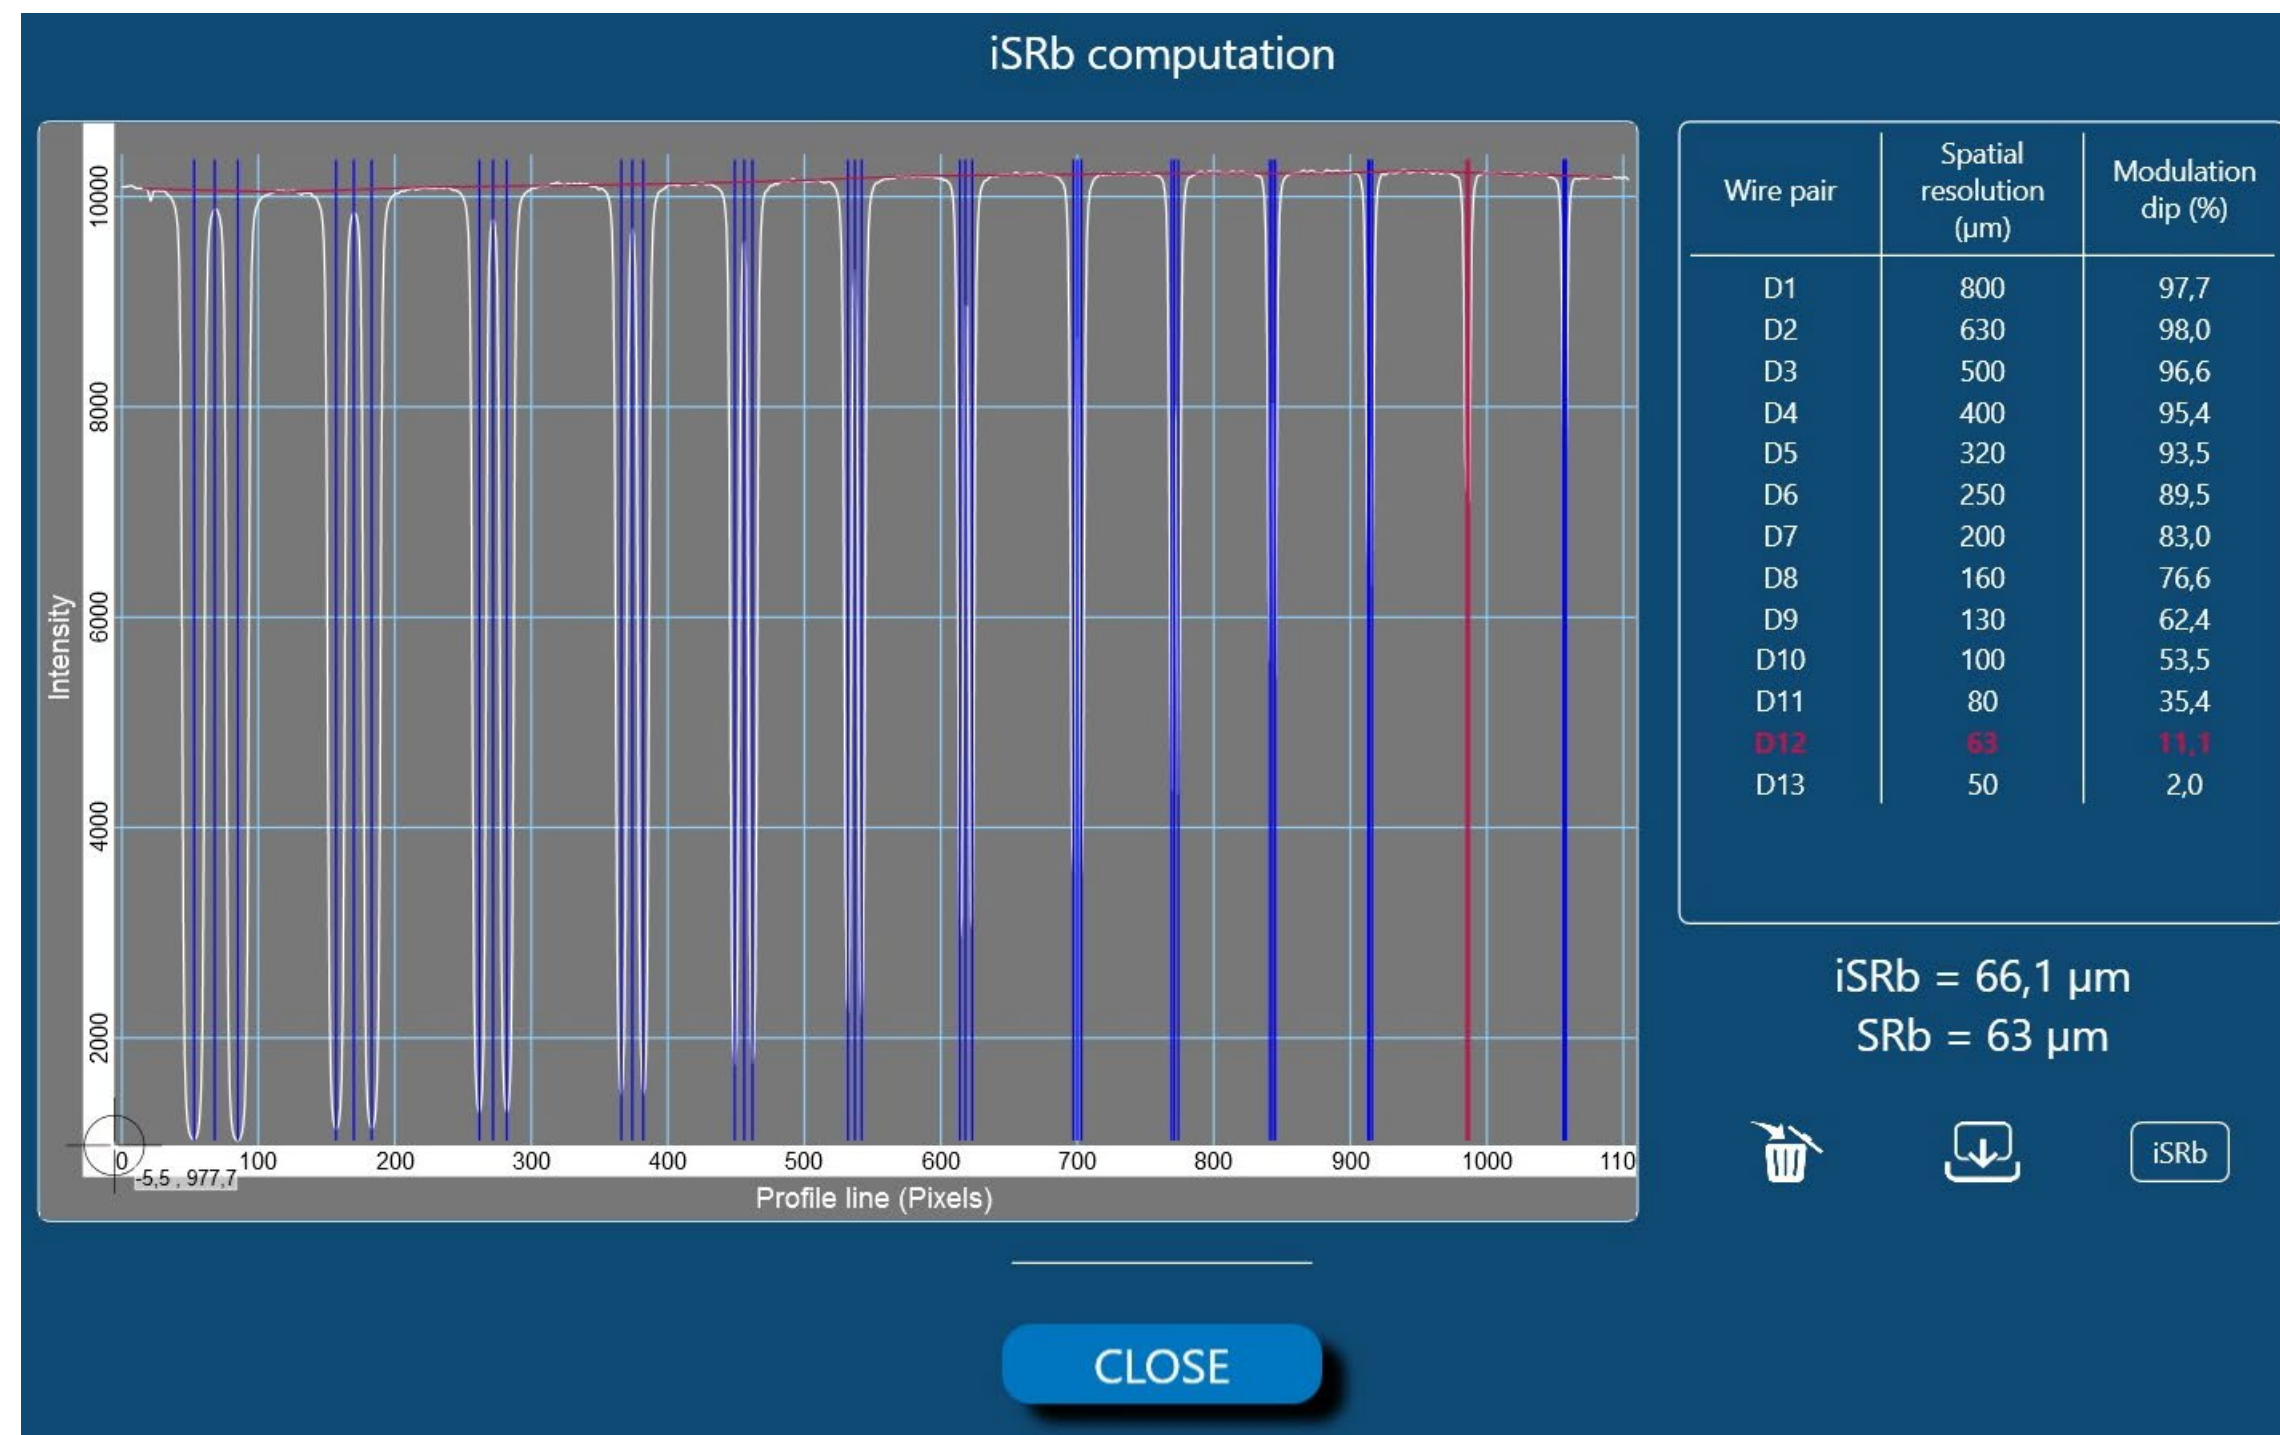 iSRb computation
Intensity
10000
8000
6000
4000
2000
0 100 200 300 400 500 600 700 800 900 1000 110
-5,5 , 977,7
Profile line (Pixels)
Wire pair Spatial resolution (µm) Modulation dip (%)
D1 800 97,7
D2 630 98,0
D3 500 96,6
D4 400 95,4
D5 320 93,5
D6 250 89,5
D7 200 83,0
D8 160 76,6
D9 130 62,4
D10 100 53,5
D11 80 35,4
D12 63 11,1
D13 50 2,0
iSRb = 66,1 µm
SRb = 63 µm
iSRb
CLOSE